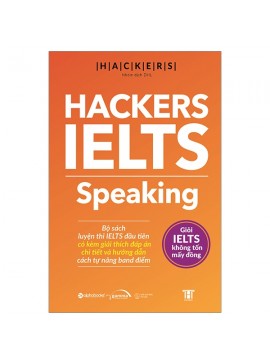 |H|A|C|K|E|R|S|
HACKERS
IELTS
Speaking
Bộ sách
luyện thi IELTS đầu tiên
có kèm giải thích đáp án
chi tiết và hướng dẫn
cách tự nâng band điểm
Giỏi
IELTS
không tốn
mấy đồng